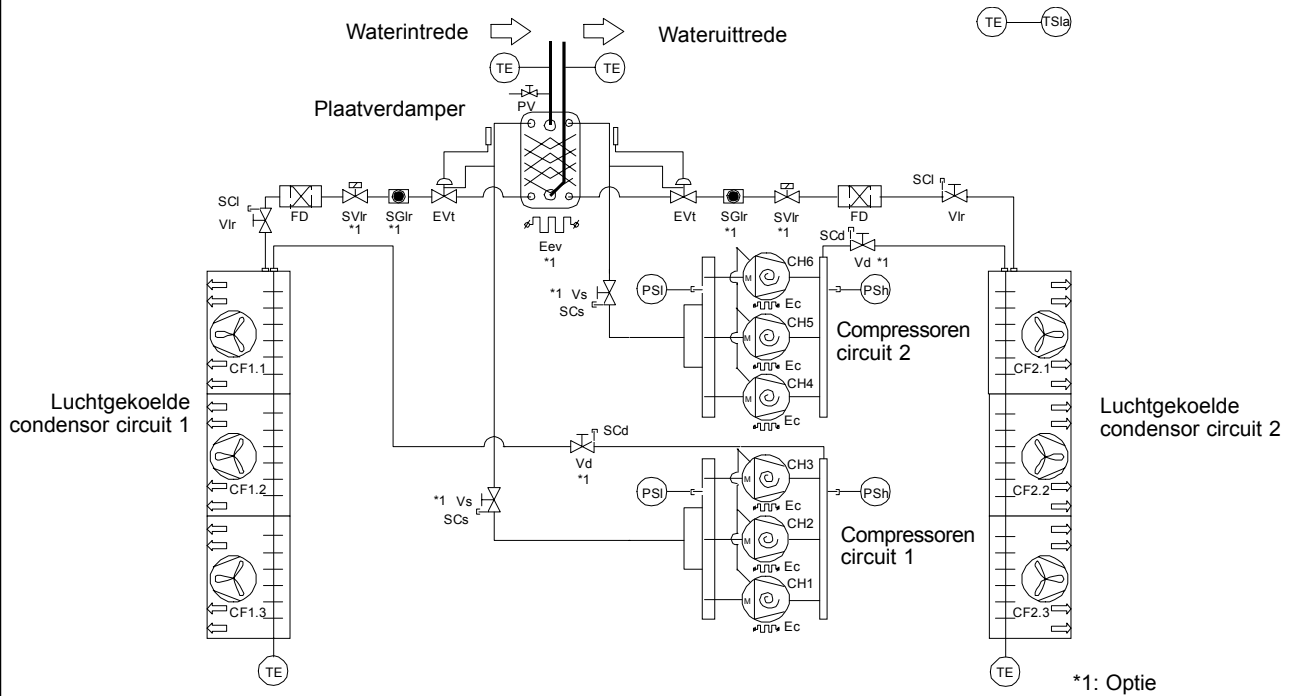 Waterintrede
Wateruittrede
TE
TSla
TE
TE
PV
Plaatverdamper
SCl
Vlr
FD
SVlr
*1
SGlr
*1
EVt
Eev
*1
EVt
SGlr
*1
SVlr
*1
FD
SCl
Vlr
SCd
Vd *1
*1 Vs
SCs
PSl
M
CH6
Ec
M
CH5
Ec
M
CH4
Ec
PSh
Compressoren
circuit 2
CF1.1
CF1.2
CF1.3
Luchtgekoelde
condensor circuit 1
TE
SCd
Vd
*1
*1 Vs
SCs
PSl
M
CH3
Ec
M
CH2
Ec
M
CH1
Ec
PSh
Compressoren
circuit 1
CF2.1
CF2.2
CF2.3
Luchtgekoelde
condensor circuit 2
TE
*1: Optie